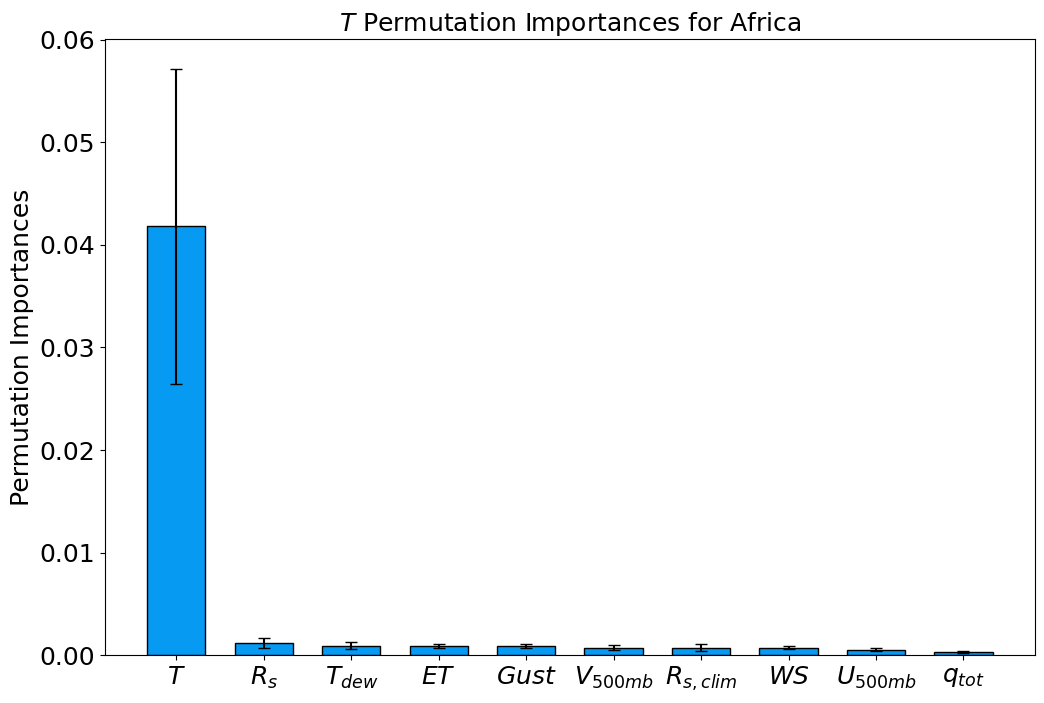 T Permutation Importances for Africa
Permutation Importances
0.06
0.05
0.04
0.03
0.02
0.01
0.00
T R_s T_dew ET Gust V_500mb R_s,clim WS U_500mb q_tot